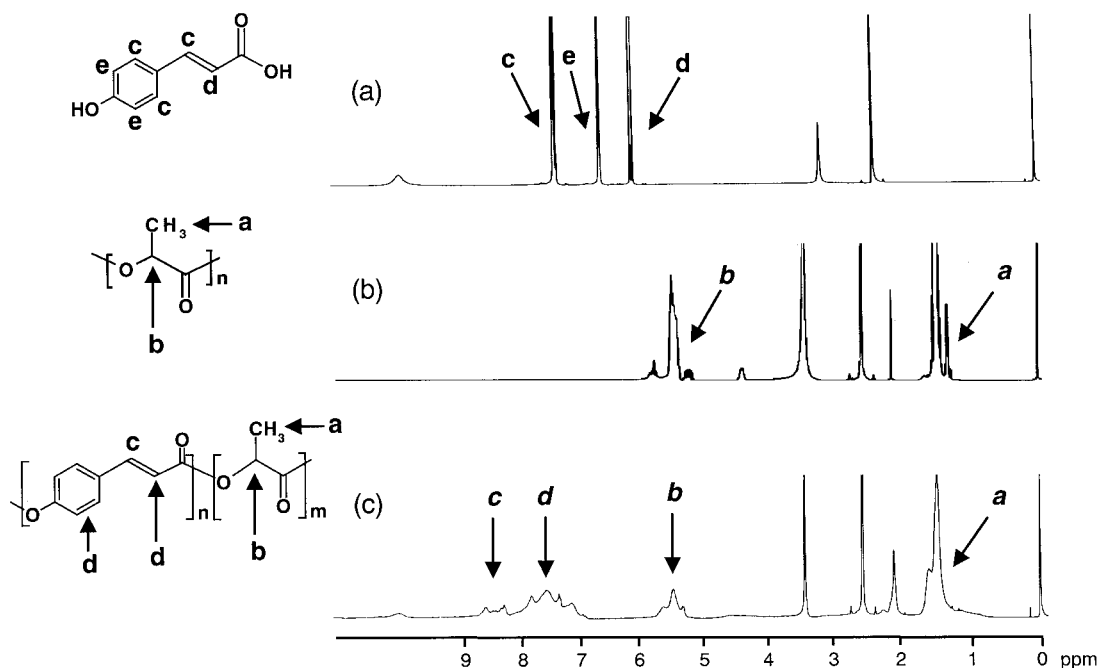 O
c c
e
d OH
HO c
e
(a)
c e d
CH3 a
O
n
O
b
(b)
b a
CH3 a
c O
O
O n O m
d d b
(c)
c d b a
9 8 7 6 5 4 3 2 1 0 ppm